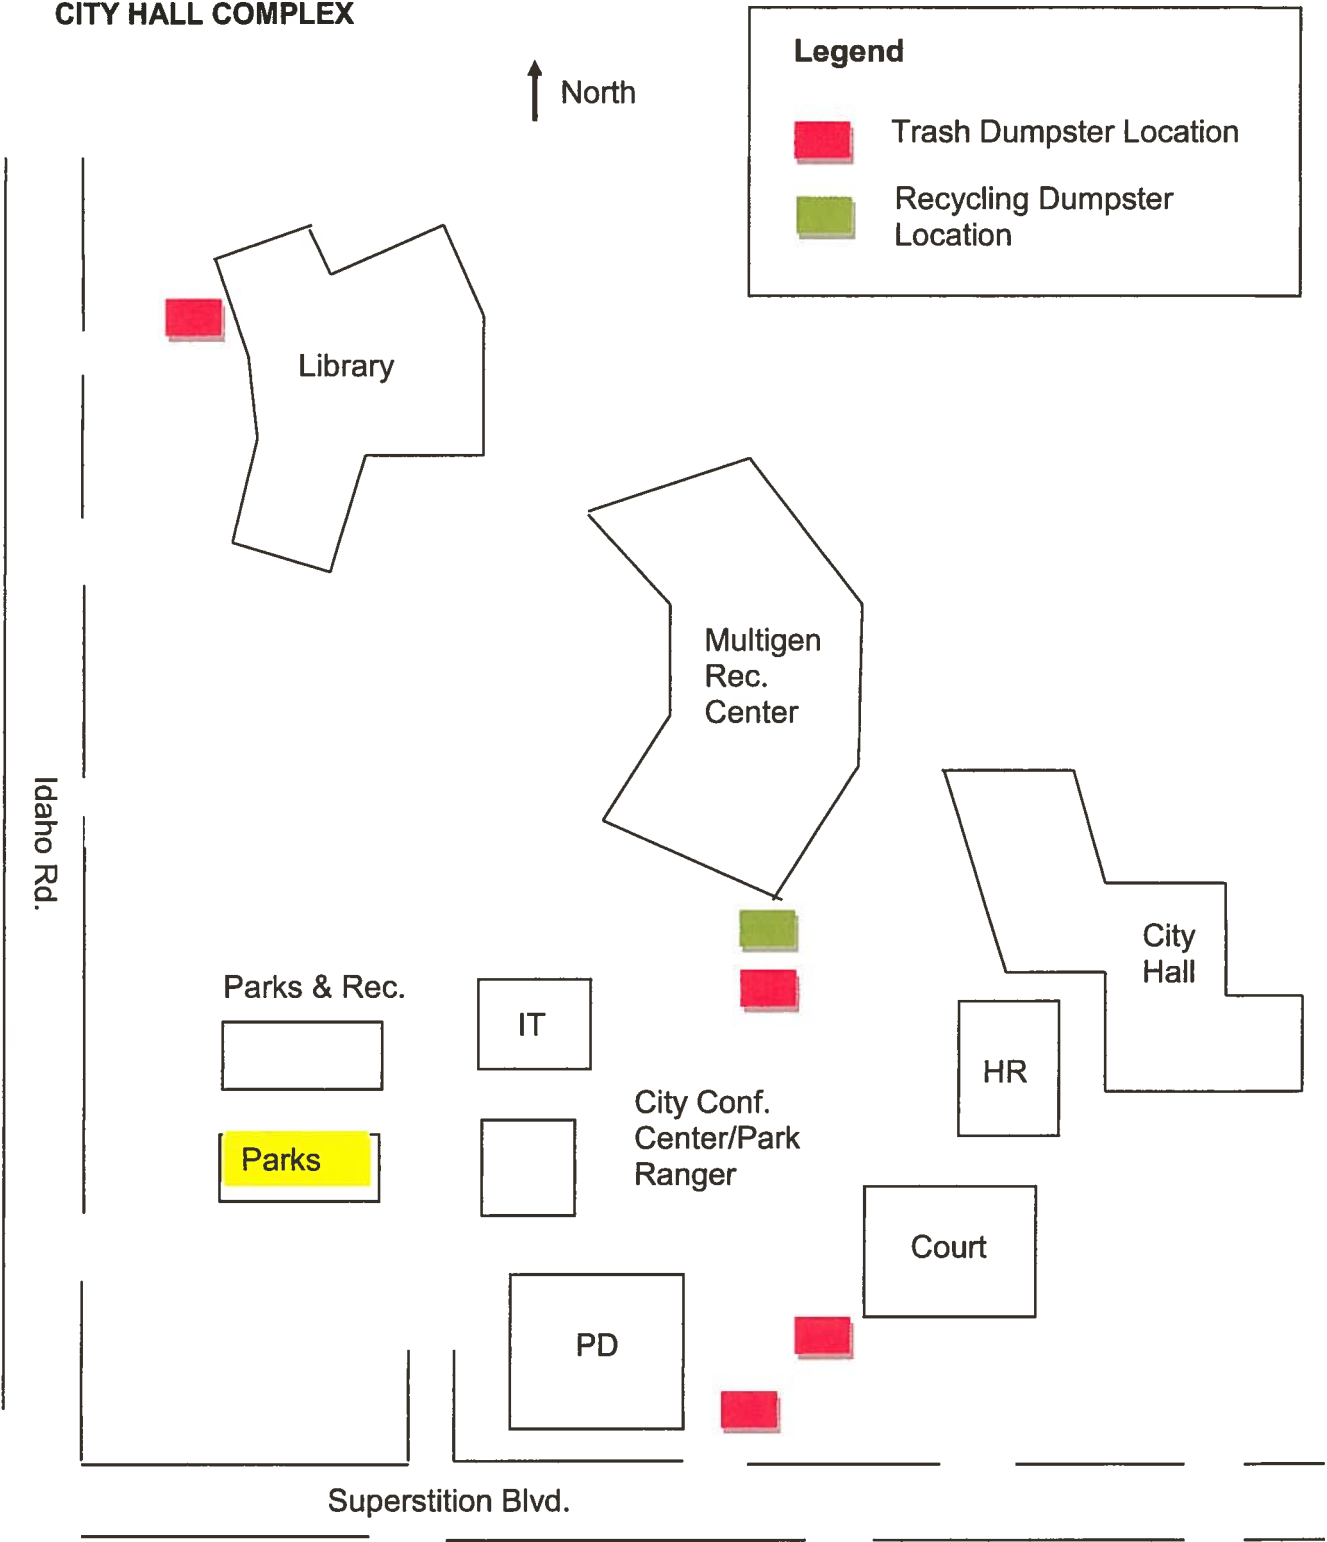 CITY HALL COMPLEX
North
Legend
Trash Dumpster Location
Recycling Dumpster
Location
Library
Multigen
Rec.
Center
Idaho Rd.
City
Hall
Parks & Rec.
IT
HR
City Conf.
Center/Park
Ranger
Parks
Court
PD
Superstition Blvd.